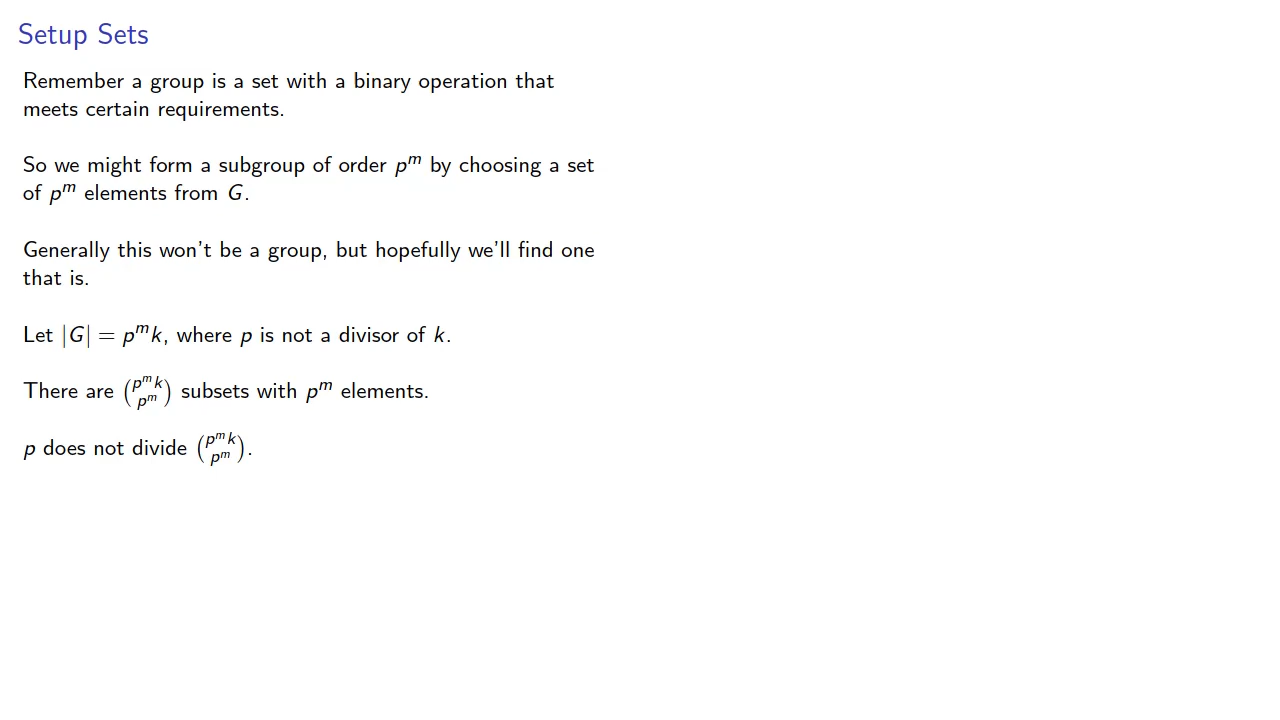 Setup Sets
Remember a group is a set with a binary operation that
meets certain requirements.
So we might form a subgroup of order $p^m$ by choosing a set
of $p^m$ elements from $G$.
Generally this won't be a group, but hopefully we'll find one
that is.
Let $|G| = p^m k$, where $p$ is not a divisor of $k$.
There are $\binom{p^m k}{p^m}$ subsets with $p^m$ elements.
$p$ does not divide $\binom{p^m k}{p^m}$.